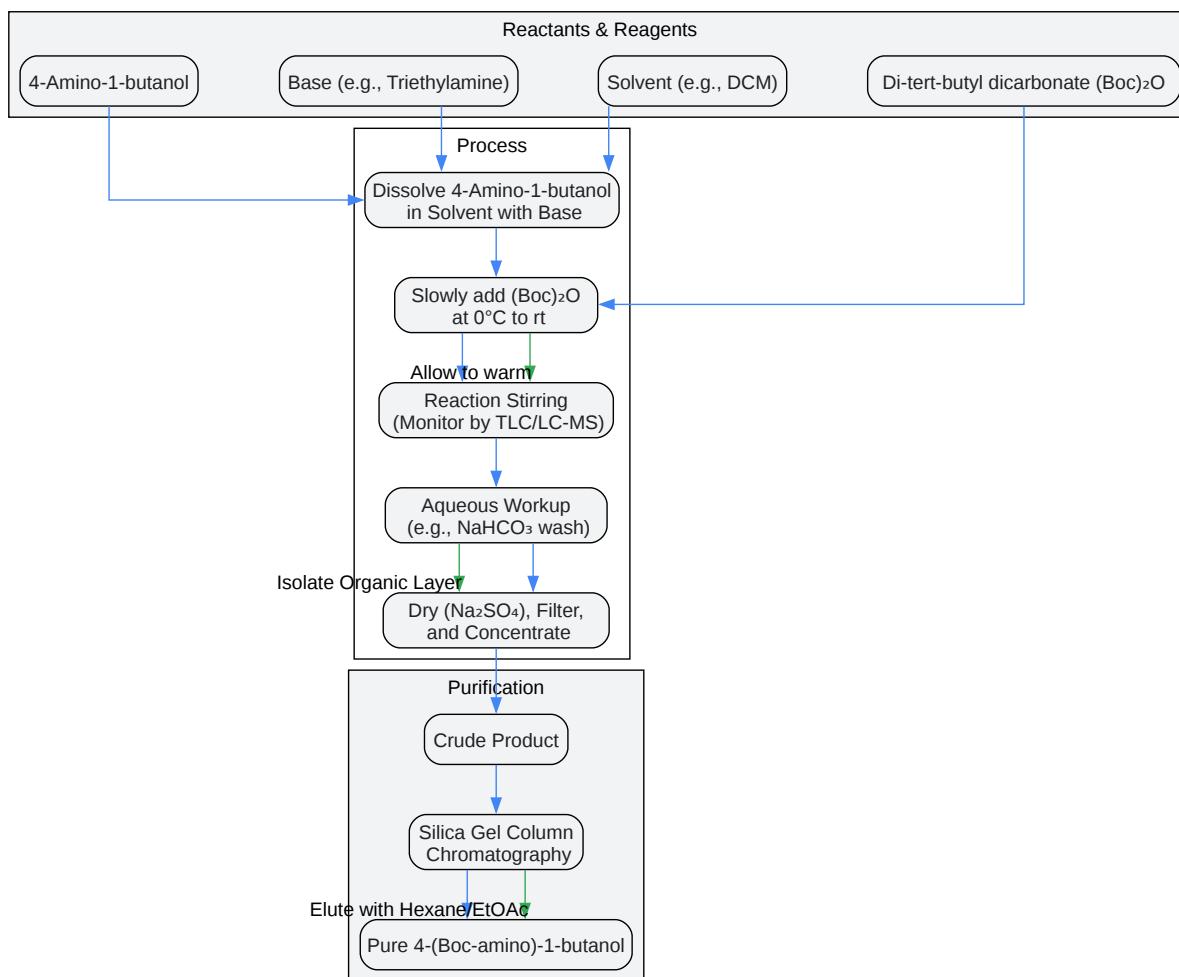 Reactants & Reagents
4-Amino-1-butanol
Base (e.g., Triethylamine)
Solvent (e.g., DCM)
Di-tert-butyl dicarbonate (Boc)₂O
Process
Dissolve 4-Amino-1-butanol
in Solvent with Base
Slowly add (Boc)₂O
at 0°C to rt
Allow to warm
Reaction Stirring
(Monitor by TLC/LC-MS)
Aqueous Workup
(e.g., NaHCO₃ wash)
Isolate Organic Layer
Dry (Na₂SO₄), Filter,
and Concentrate
Purification
Crude Product
Silica Gel Column
Chromatography
Elute with Hexane/EtOAc
Pure 4-(Boc-amino)-1-butanol